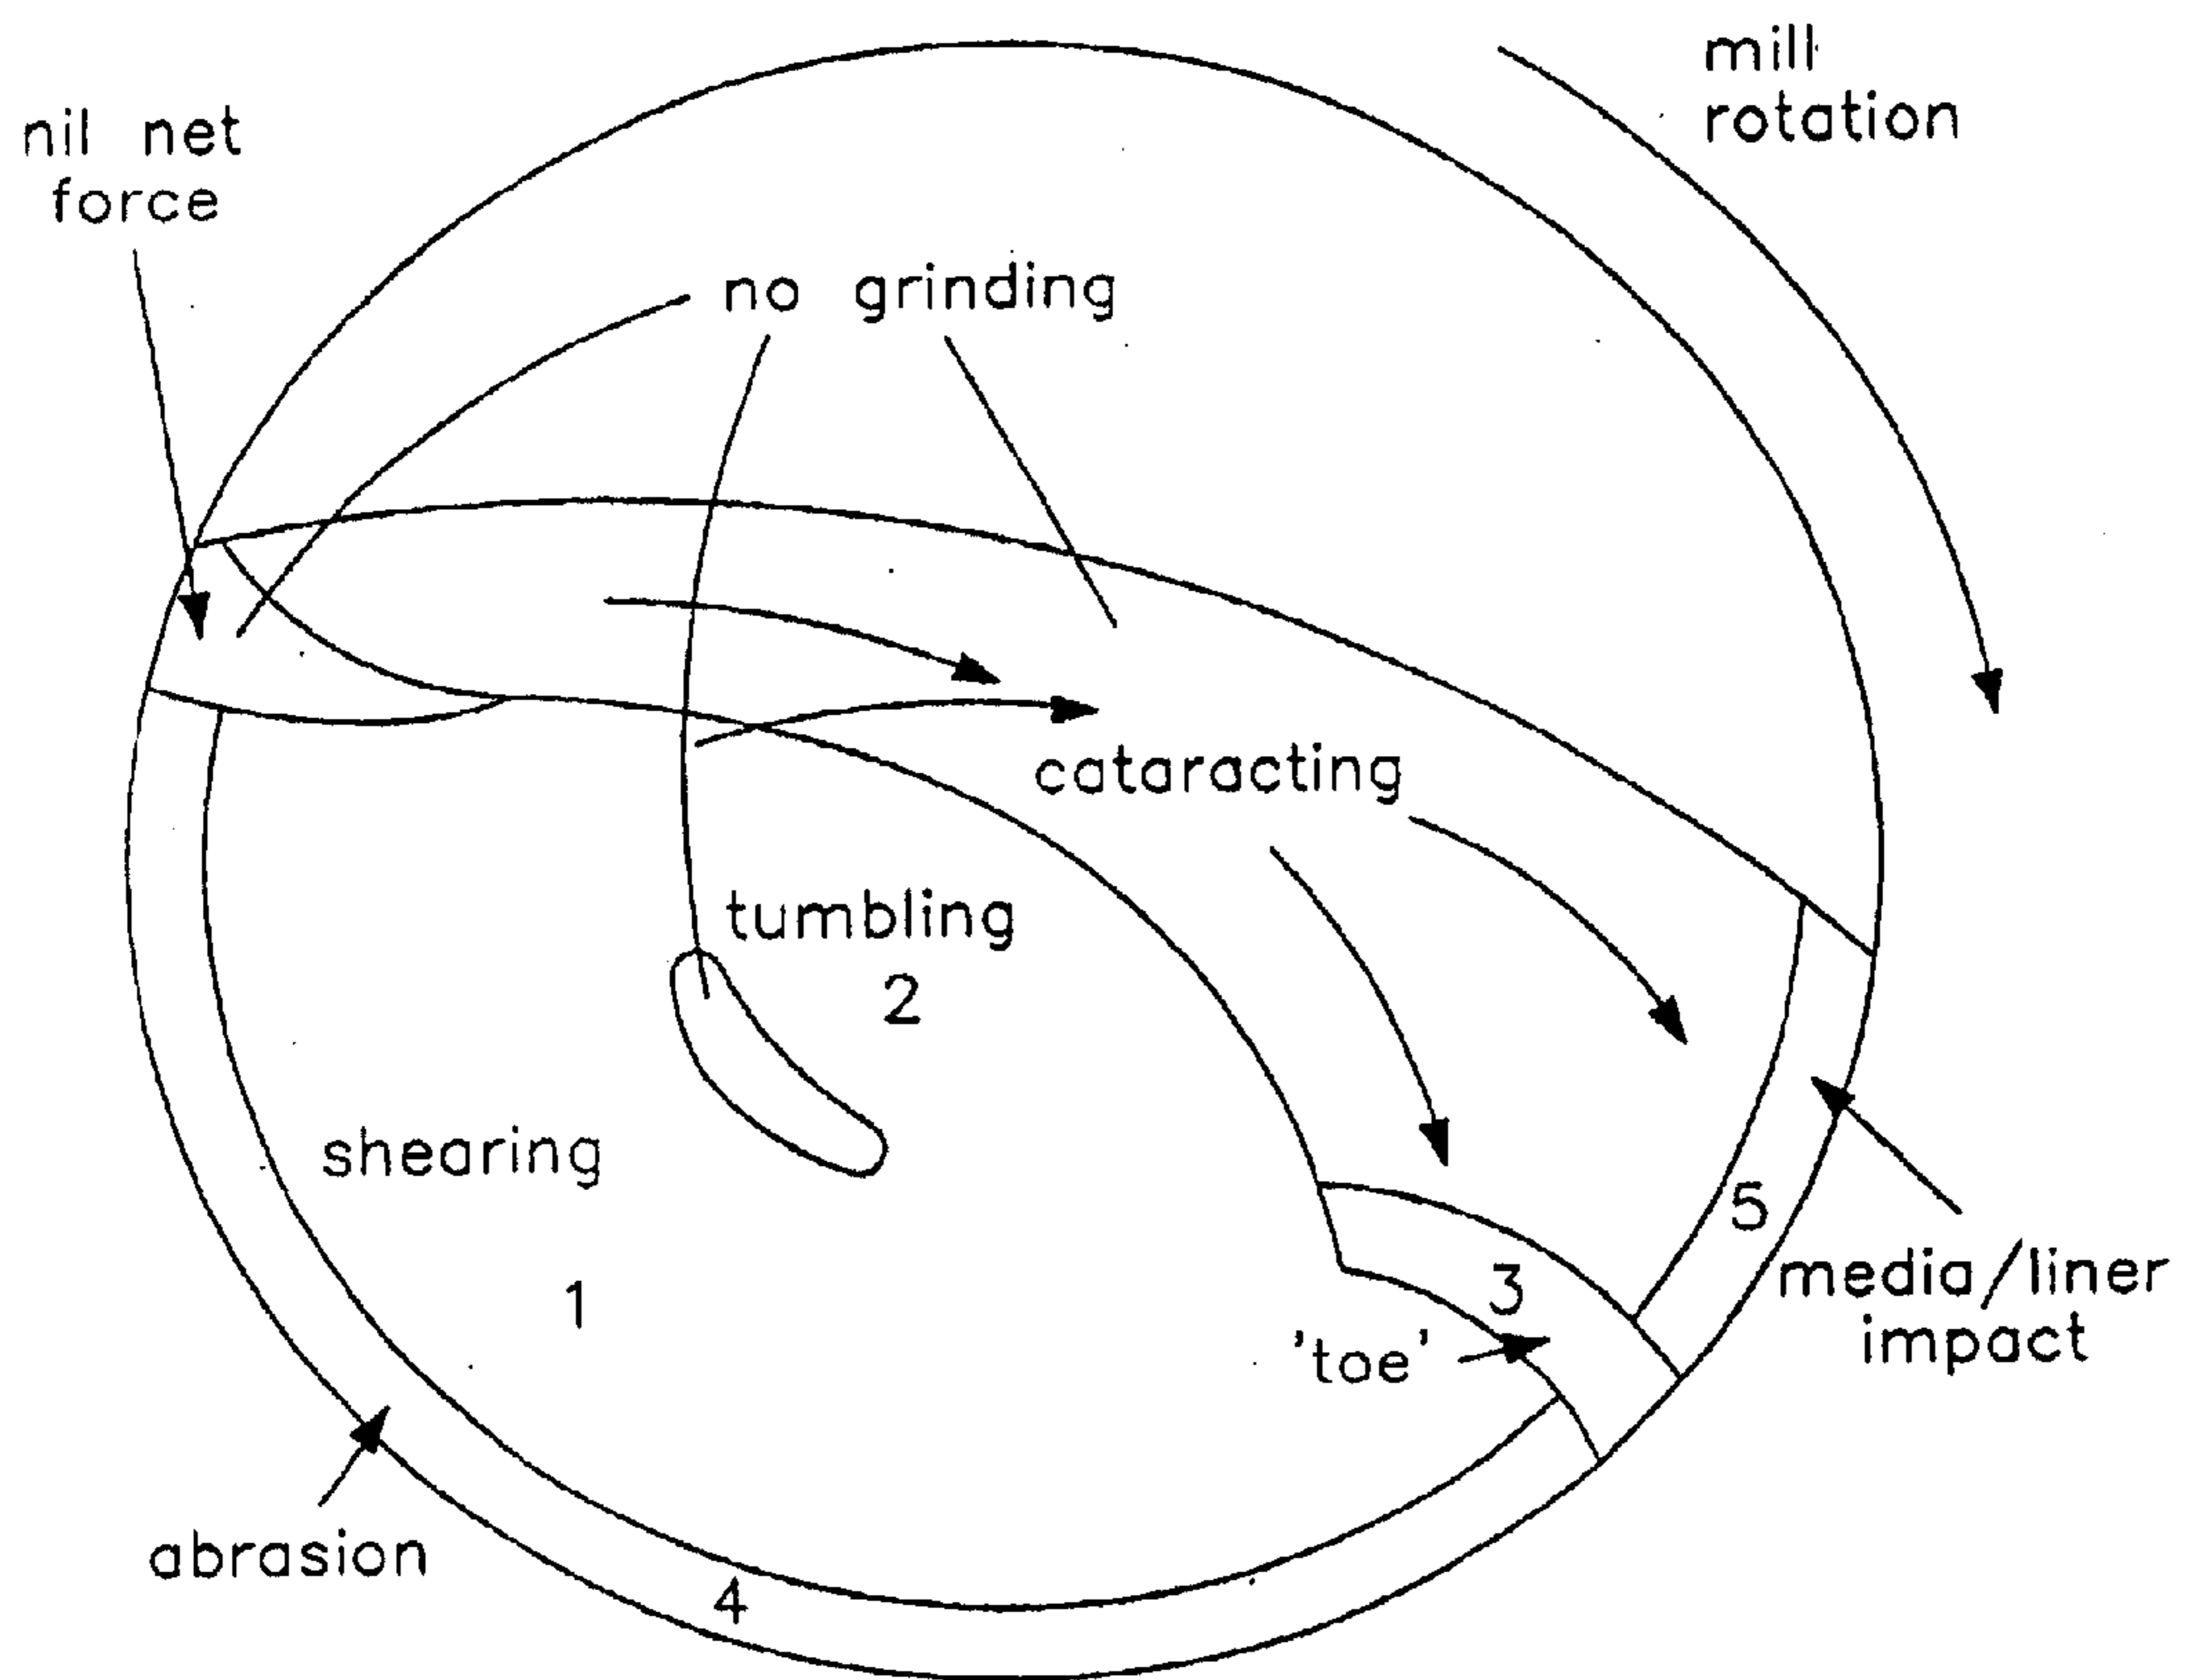 mill
rotation
nil net
force
no grinding
cataracting
tumbling
2
shearing
1
5
3
'toe'
media/liner
impact
abrasion
4